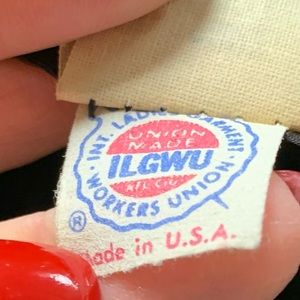 INT. LADIES GARMENT
UNION
MADE
ILGWU
AFL-CIO
WORKERS UNION
®
Made in U.S.A.